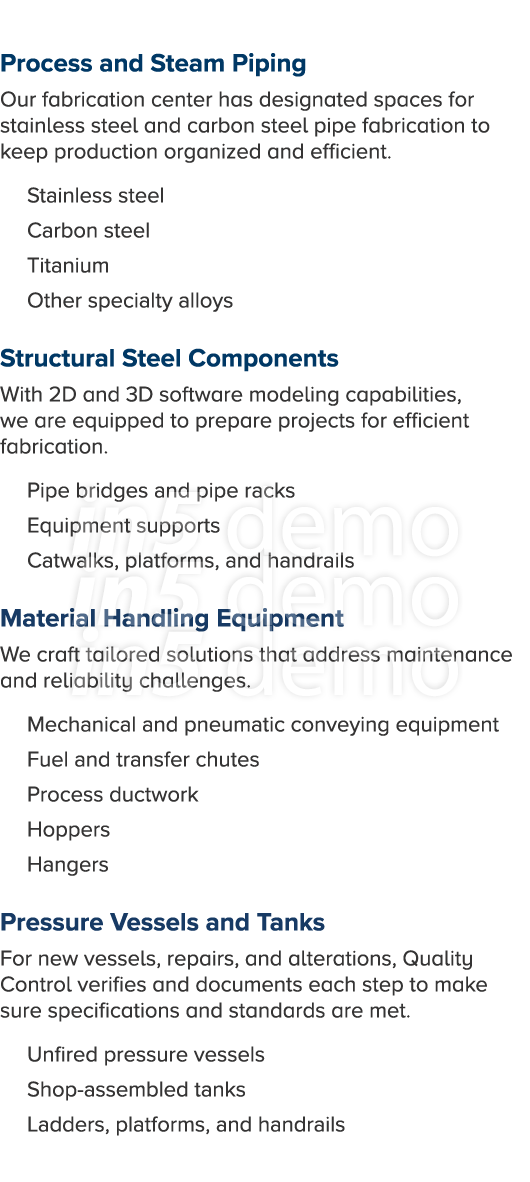 Process and Steam Piping
Our fabrication center has designated spaces for
stainless steel and carbon steel pipe fabrication to
keep production organized and efficient.
Stainless steel
Carbon steel
Titanium
Other specialty alloys
Structural Steel Components
With 2D and 3D software modeling capabilities,
we are equipped to prepare projects for efficient
fabrication.
Pipe bridges and pipe racks
in5 demo
Equipment supports
Catwalks, platforms, and handrails
in5 demo
Material Handling Equipment
We craft tailored solutions that address maintenance
in5 demo
and reliability challenges.
Mechanical and pneumatic conveying equipment
Fuel and transfer chutes
Process ductwork
Hoppers
Hangers
Pressure Vessels and Tanks
For new vessels, repairs, and alterations, Quality
Control verifies and documents each step to make
sure specifications and standards are met.
Unfired pressure vessels
Shop-assembled tanks
Ladders, platforms, and handrails